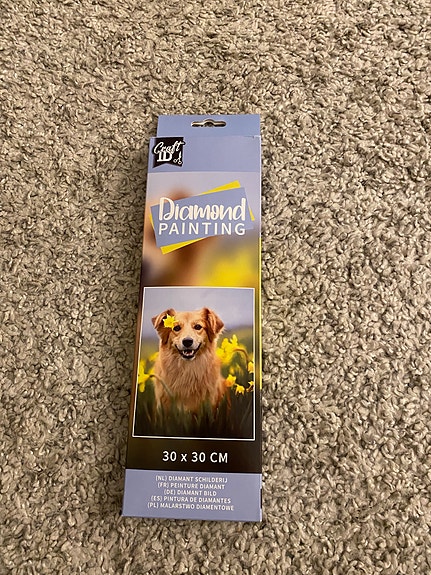 Craft
ID
Diamond
PAINTING
30 x 30 CM
(NL) DIAMANT SCHILDERIJ
(FR) PEINTURE DIAMANT
(DE) DIAMANT BILD
(ES) PINTURA DE DIAMANTES
(PL) MALARSTWO DIAMENTOWE